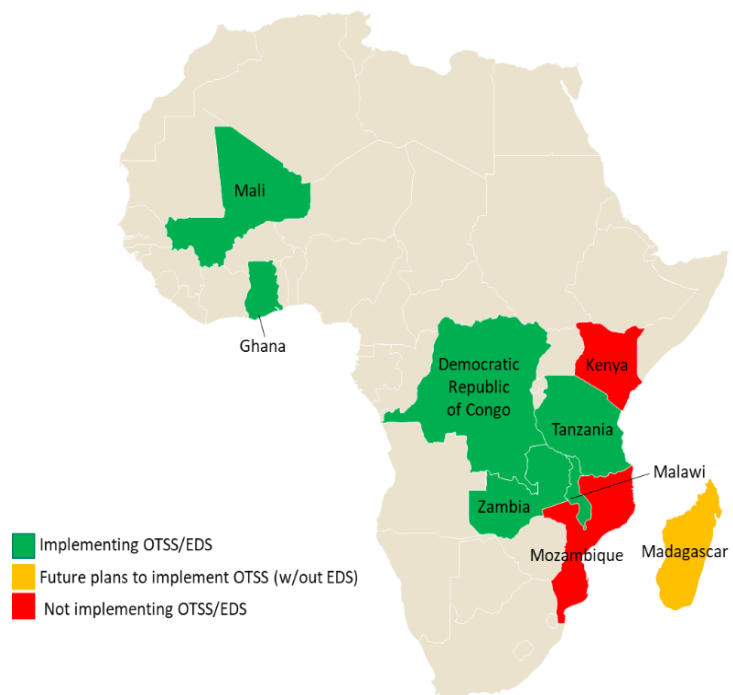 Mali
Ghana
Democratic
Republic
of Congo
Kenya
Tanzania
Malawi
Zambia
Mozambique
Madagascar
Implementing OTSS/EDS
Future plans to implement OTSS (w/out EDS)
Not implementing OTSS/EDS